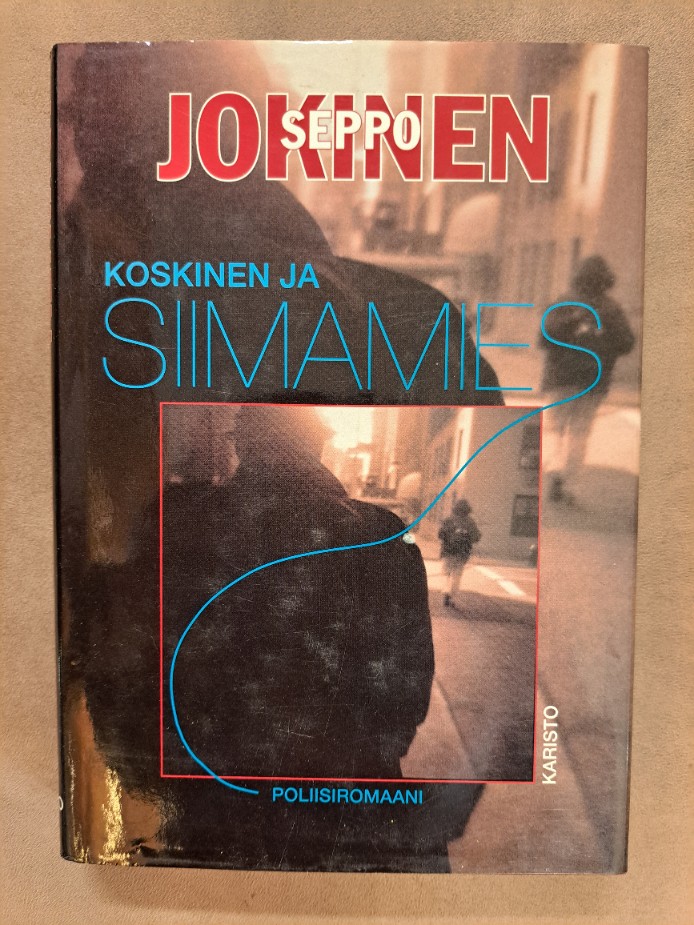 SEPPO
JOKINEN
KOSKINEN JA
SIIMAMIES
KARISTO
POLIISIROMAANI